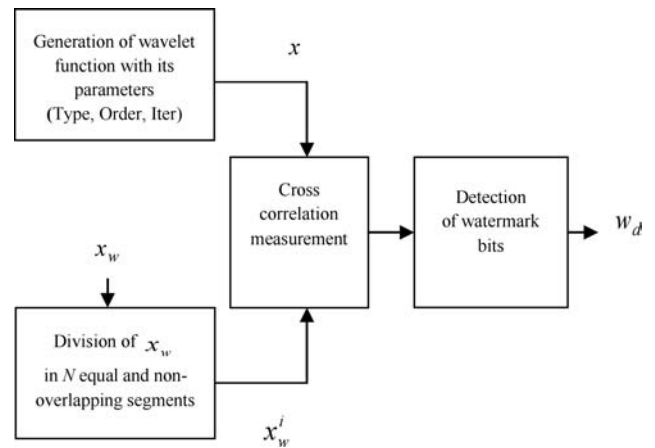 Generation of wavelet
function with its
parameters
(Type, Order, Iter)
x
Cross
correlation
measurement
Detection
of watermark
bits
w_d
x_w
Division of x_w
in N equal and non-
overlapping segments
x_w^i